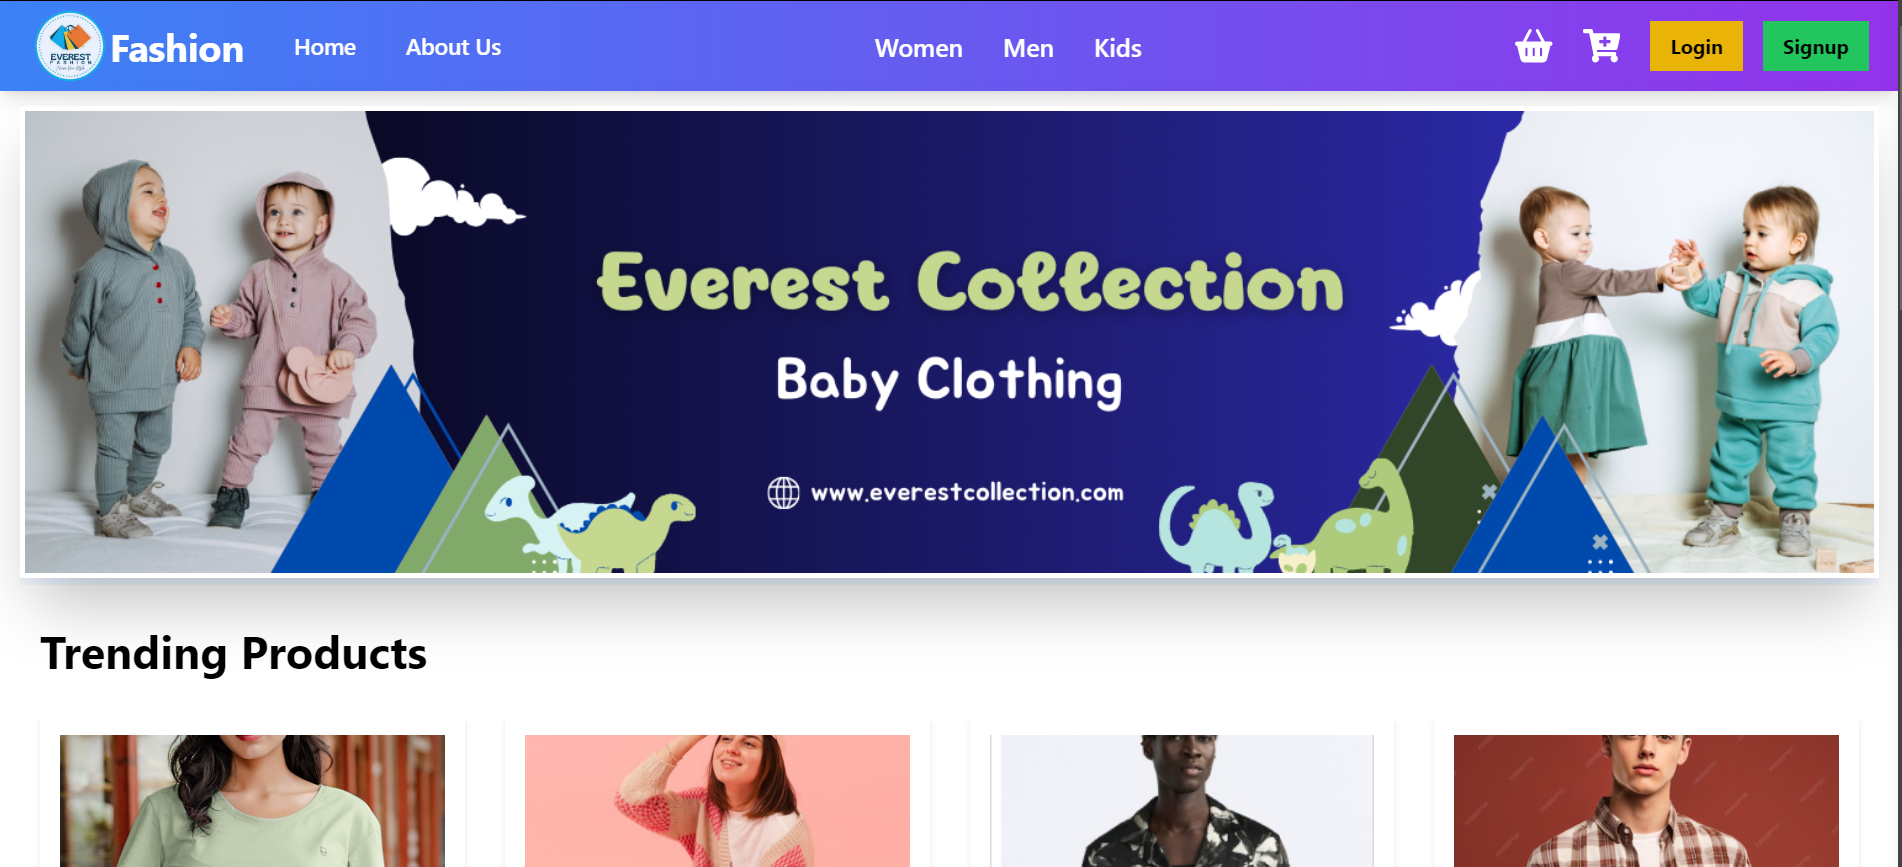 EVEREST
FASHION
Fashion
Home
About Us
Women
Men
Kids
Login
Signup
Everest Collection
Baby Clothing
www.everestcollection.com
Trending Products